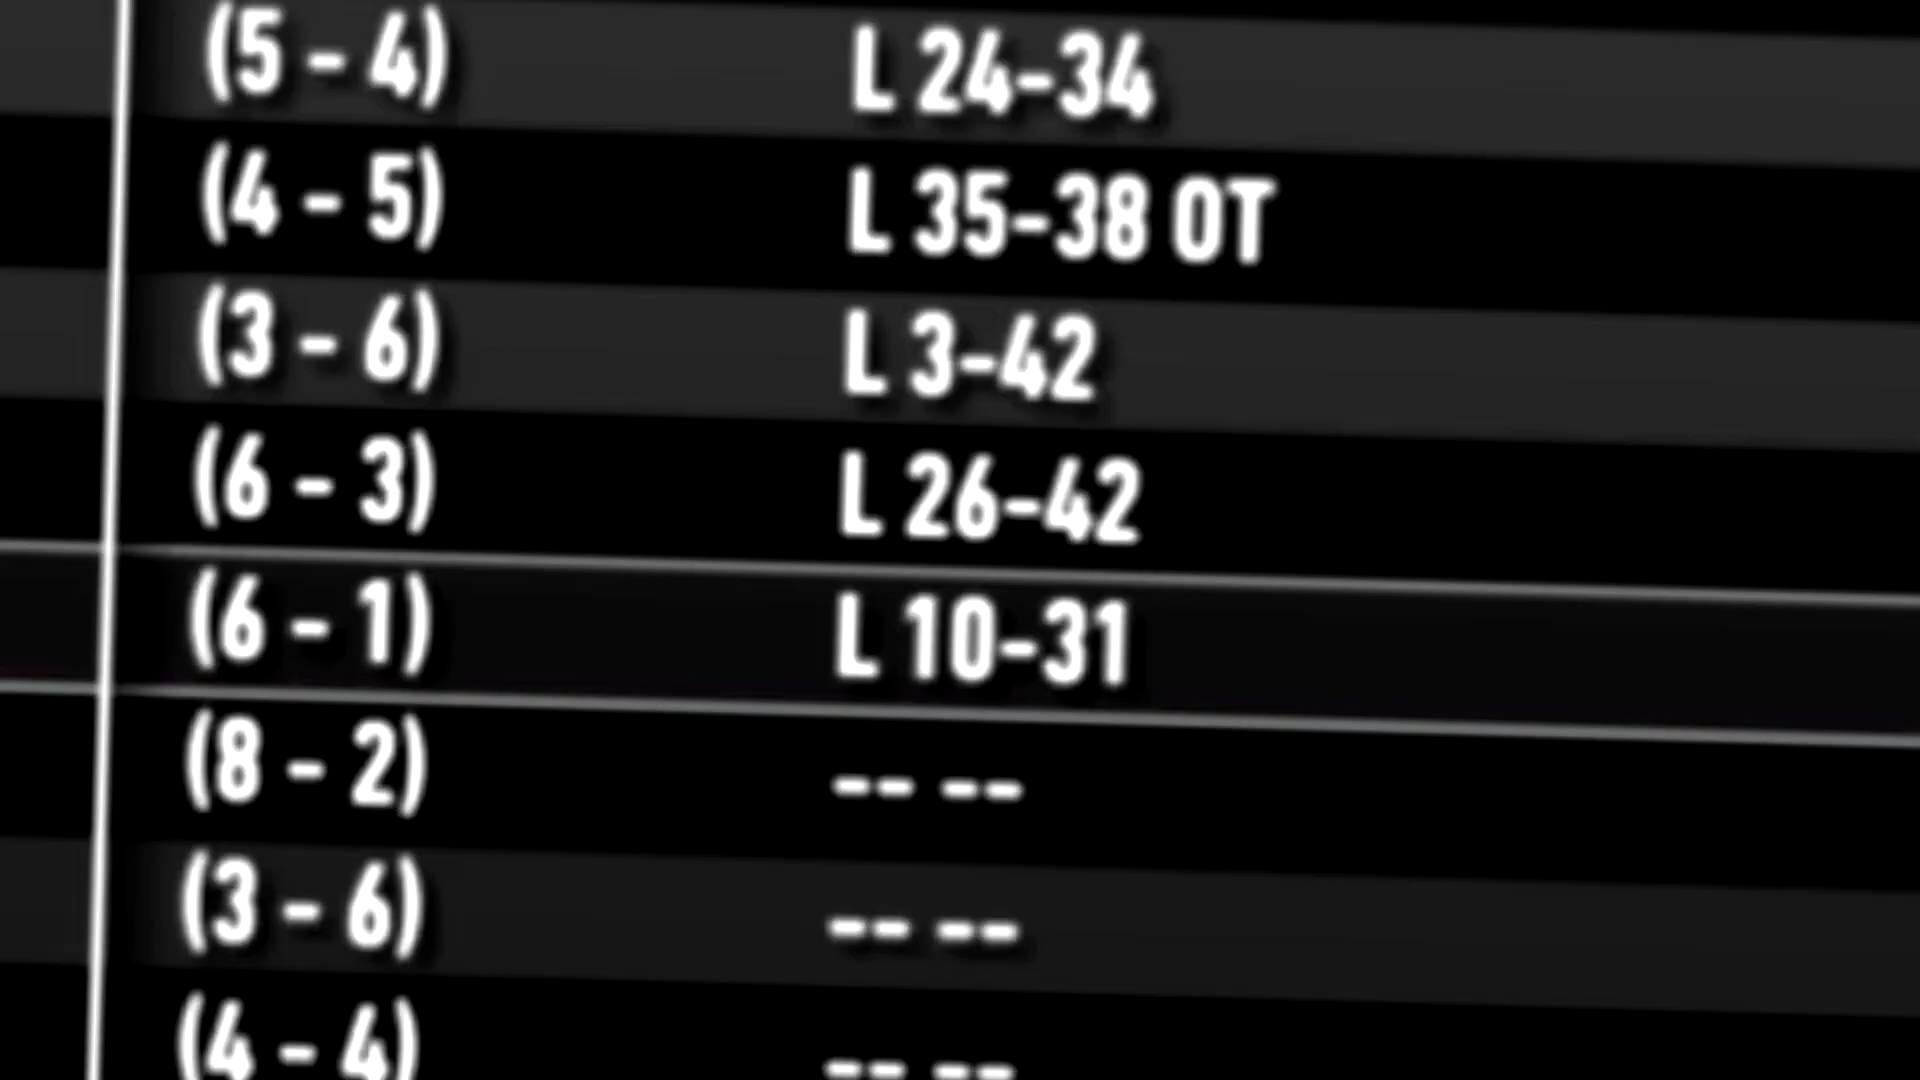 (5 - 4) L 24-34
(4 - 5) L 35-38 OT
(3 - 6) L 3-42
(6 - 3) L 26-42
(6 - 1) L 10-31
(8 - 2) -- --
(3 - 6) -- --
(4 - 4) -- --